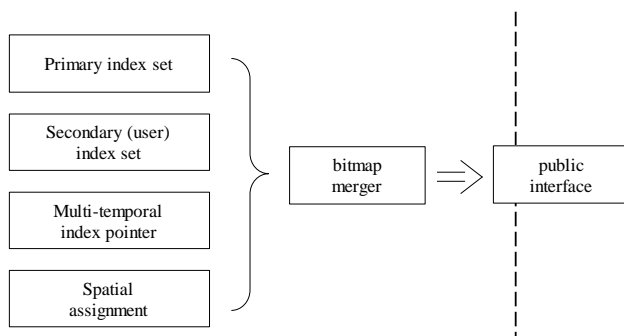 Primary index set
Secondary (user)
index set
Multi-temporal
index pointer
Spatial
assignment
bitmap
merger
public
interface